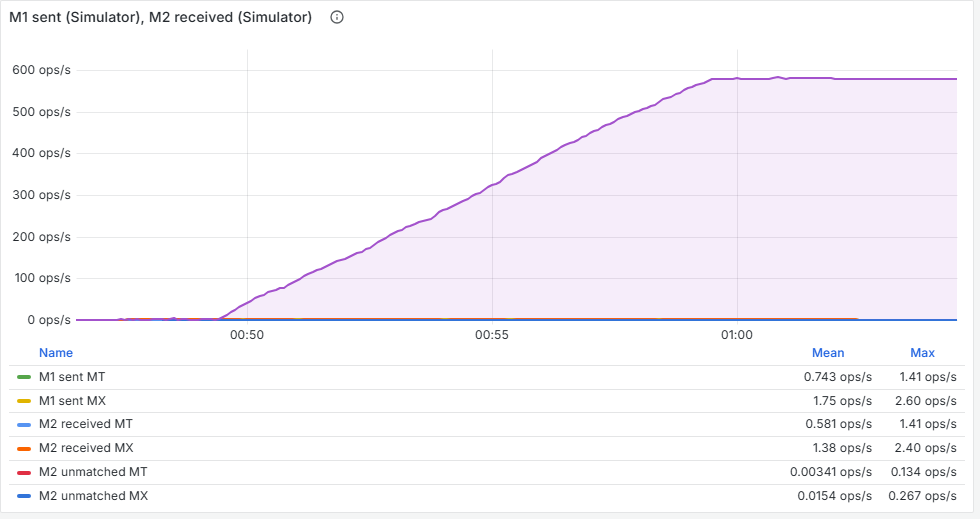 M1 sent (Simulator), M2 received (Simulator)
600 ops/s
500 ops/s
400 ops/s
300 ops/s
200 ops/s
100 ops/s
0 ops/s
00:50 00:55 01:00
Name Mean Max
M1 sent MT 0.743 ops/s 1.41 ops/s
M1 sent MX 1.75 ops/s 2.60 ops/s
M2 received MT 0.581 ops/s 1.41 ops/s
M2 received MX 1.38 ops/s 2.40 ops/s
M2 unmatched MT 0.00341 ops/s 0.134 ops/s
M2 unmatched MX 0.0154 ops/s 0.267 ops/s